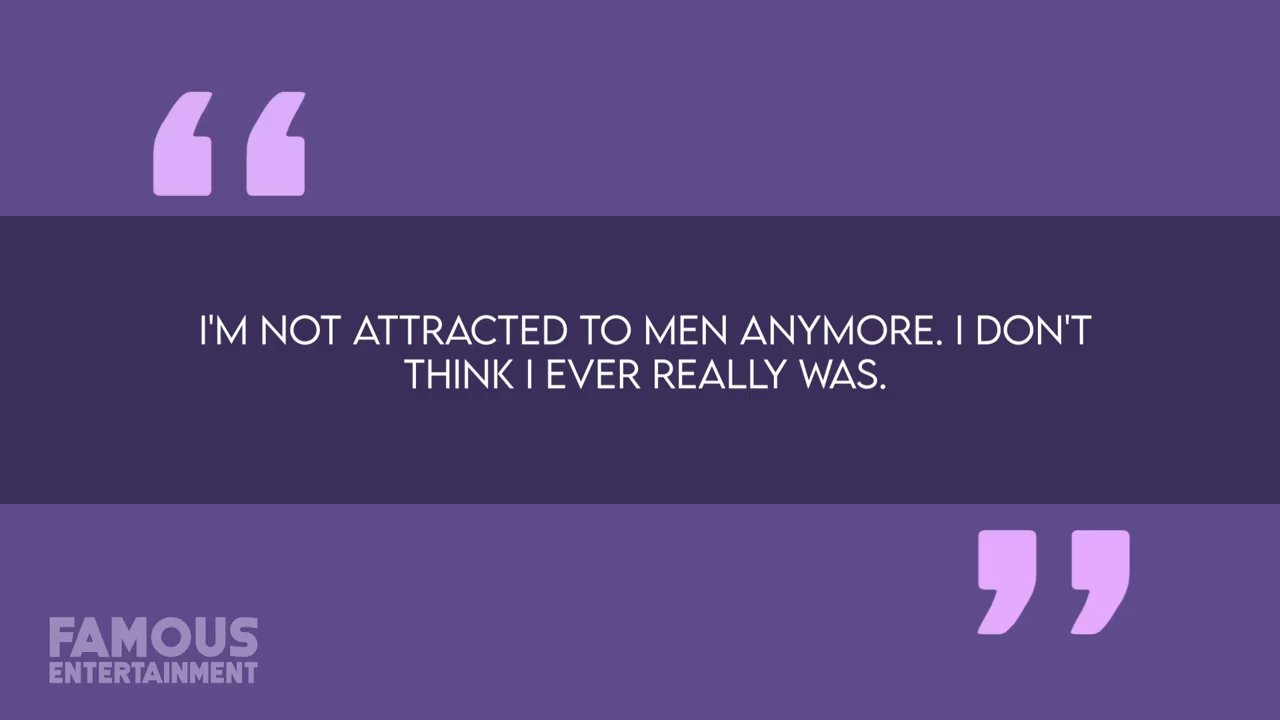 I'M NOT ATTRACTED TO MEN ANYMORE. I DON'T
THINK I EVER REALLY WAS.
FAMOUS
ENTERTAINMENT